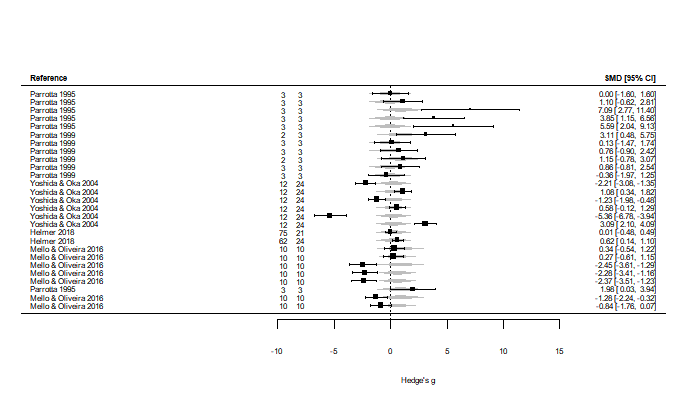 Reference SMD [95% CI]
Parrotta 1995 3 3 0.00 [-1.60, 1.60]
Parrotta 1995 3 3 1.10 [-0.62, 2.81]
Parrotta 1995 3 3 7.09 [2.77, 11.40]
Parrotta 1995 3 3 3.85 [1.15, 6.56]
Parrotta 1995 3 3 5.59 [2.04, 9.13]
Parrotta 1999 2 3 3.11 [0.48, 5.75]
Parrotta 1999 3 3 0.13 [-1.47, 1.74]
Parrotta 1999 3 3 0.76 [-0.90, 2.42]
Parrotta 1999 2 3 1.15 [-0.78, 3.07]
Parrotta 1999 3 3 0.86 [-0.81, 2.54]
Parrotta 1999 3 3 -0.36 [-1.97, 1.25]
Yoshida & Oka 2004 12 24 -2.21 [-3.08, -1.35]
Yoshida & Oka 2004 12 24 1.08 [0.34, 1.82]
Yoshida & Oka 2004 12 24 -1.23 [-1.98, -0.48]
Yoshida & Oka 2004 12 24 0.58 [-0.12, 1.29]
Yoshida & Oka 2004 12 24 -5.36 [-6.78, -3.94]
Yoshida & Oka 2004 12 24 3.09 [2.10, 4.09]
Helmer 2018 75 21 0.01 [-0.48, 0.49]
Helmer 2018 62 24 0.62 [0.14, 1.10]
Mello & Oliveira 2016 10 10 0.34 [-0.54, 1.22]
Mello & Oliveira 2016 10 10 0.27 [-0.61, 1.15]
Mello & Oliveira 2016 10 10 -2.45 [-3.61, -1.29]
Mello & Oliveira 2016 10 10 -2.28 [-3.41, -1.16]
Mello & Oliveira 2016 10 10 -2.37 [-3.51, -1.23]
Parrotta 1995 3 3 1.98 [0.03, 3.94]
Mello & Oliveira 2016 10 10 -1.28 [-2.24, -0.32]
Mello & Oliveira 2016 10 10 -0.84 [-1.76, 0.07]
-10 -5 0 5 10 15
Hedge's g